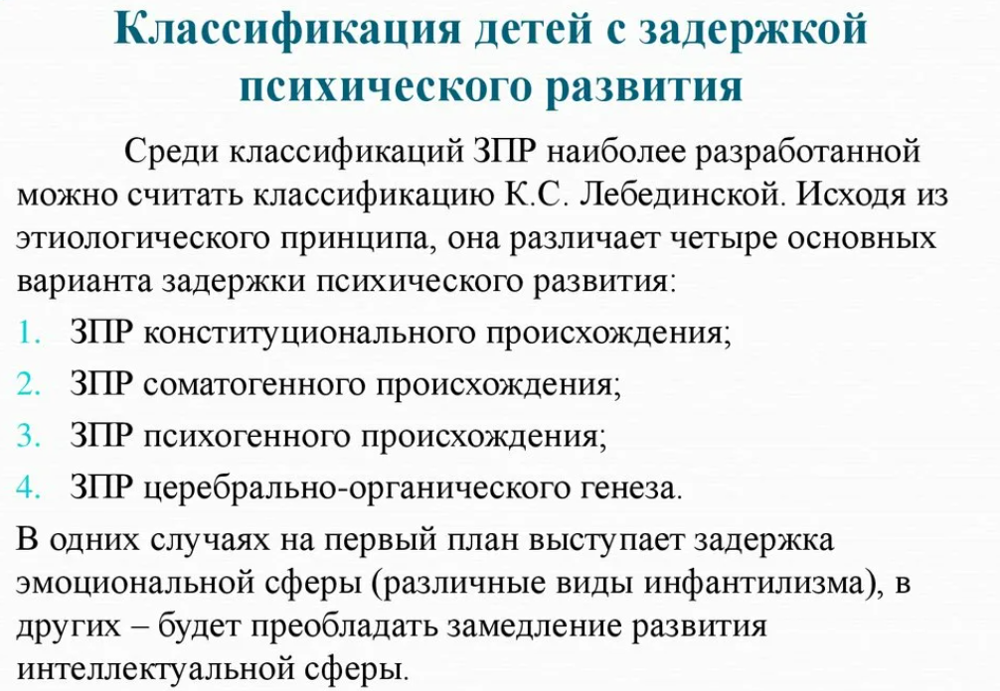 Классификация детей с задержкой
психического развития
Среди классификаций ЗПР наиболее разработанной
можно считать классификацию К.С. Лебединской. Исходя из
этиологического принципа, она различает четыре основных
варианта задержки психического развития:
1. ЗПР конституционального происхождения;
2. ЗПР соматогенного происхождения;
3. ЗПР психогенного происхождения;
4. ЗПР церебрально-органического генеза.
В одних случаях на первый план выступает задержка
эмоциональной сферы (различные виды инфантилизма), в
других – будет преобладать замедление развития
интеллектуальной сферы.